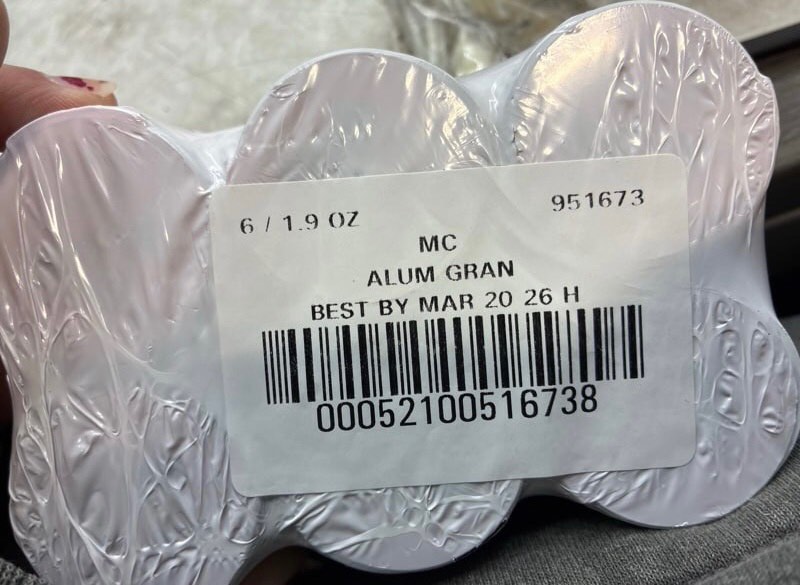 6 / 1.9 OZ 951673
MC
ALUM GRAN
BEST BY MAR 20 26 H
00052100516738